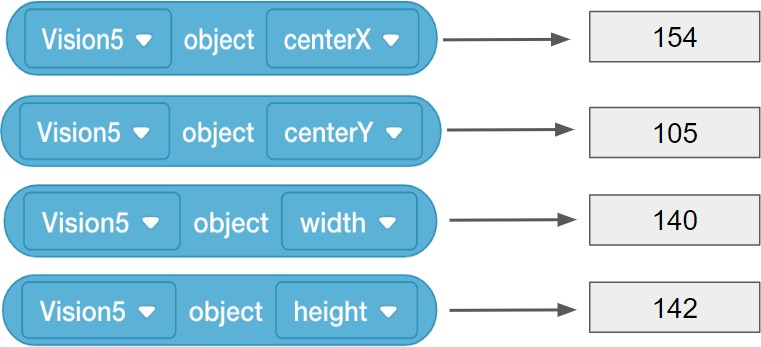 Vision5 object centerX 154
Vision5 object centerY 105
Vision5 object width 140
Vision5 object height 142